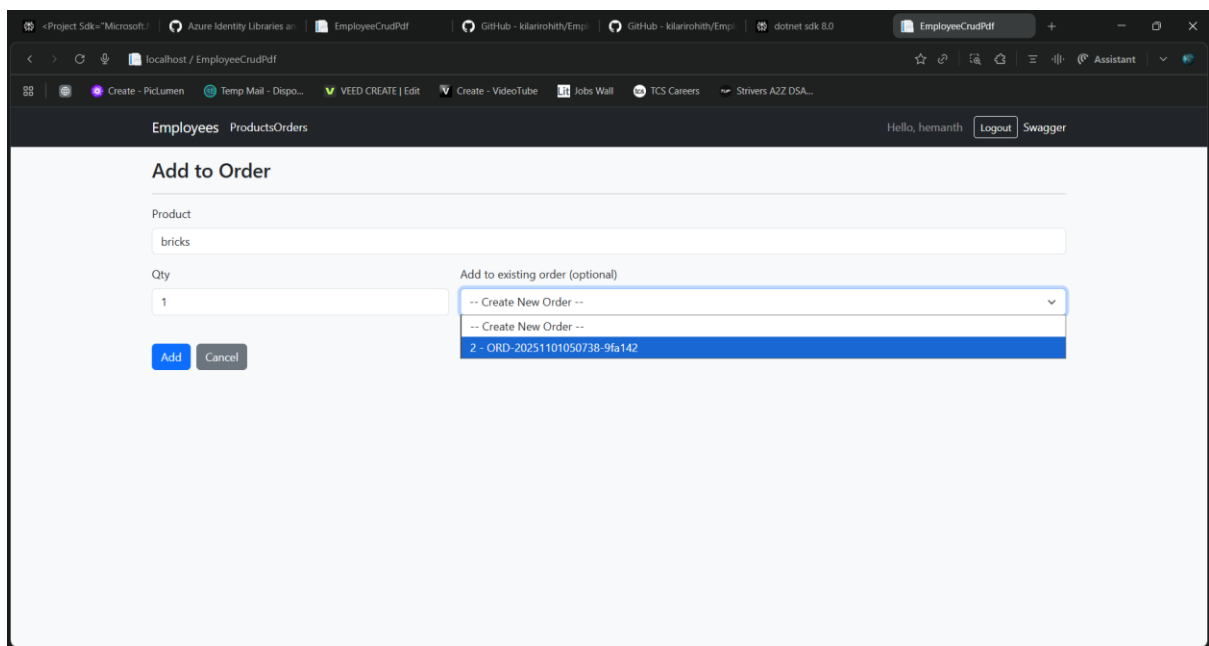 <Project Sdk="Microsoft.
Azure Identity Libraries an
EmployeeCrudPdf
GitHub - kilarirohith/Empl
GitHub - kilarirohith/Empl
dotnet sdk 8.0
EmployeeCrudPdf
localhost / EmployeeCrudPdf
Assistant
Create - PicLumen
Temp Mail - Dispo...
VEED CREATE | Edit
Create - VideoTube
Lit Jobs Wall
TCS Careers
Strivers A2Z DSA...
Employees ProductsOrders
Hello, hemanth Logout Swagger
Add to Order
Product
bricks
Qty
Add to existing order (optional)
1
-- Create New Order --
-- Create New Order --
2 - ORD-20251101050738-9fa142
Add Cancel